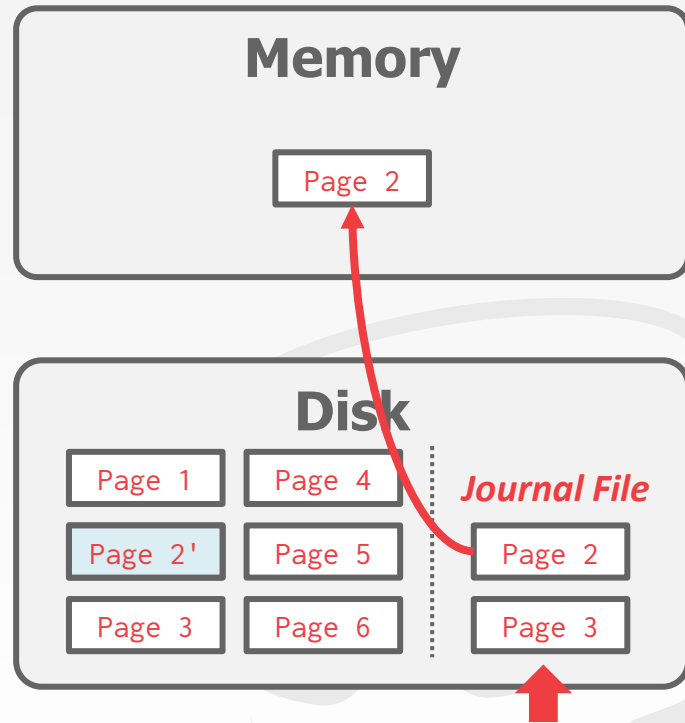 Memory
Page 2
Disk
Page 1
Page 4
Journal File
Page 2'
Page 5
Page 2
Page 3
Page 6
Page 3